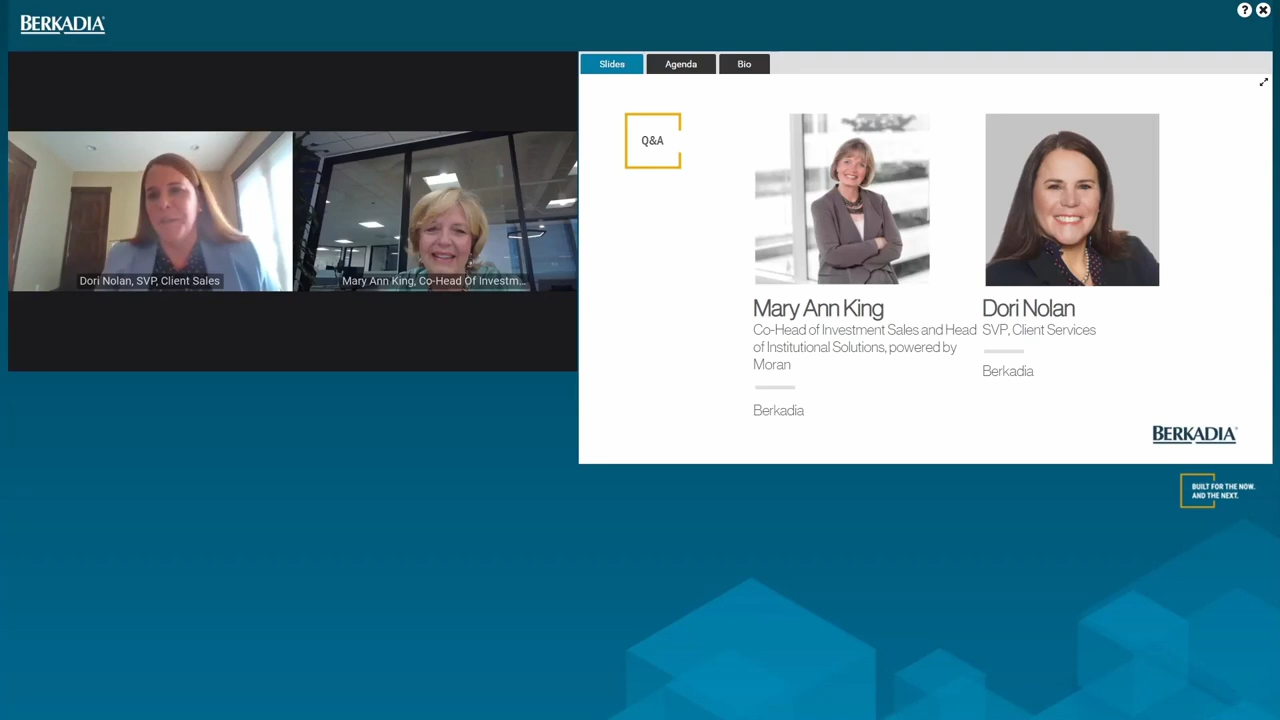 BERKADIA
?
Slides
Agenda
Bio
Q&A
Dori Nolan, SVP, Client Sales
Mary Ann King, Co-Head Of Investm...
Mary Ann King
Co-Head of Investment Sales and Head
of Institutional Solutions, powered by
Moran
Berkadia
Dori Nolan
SVP, Client Services
Berkadia
BERKADIA
BUILT FOR THE NOW.
AND THE NEXT.